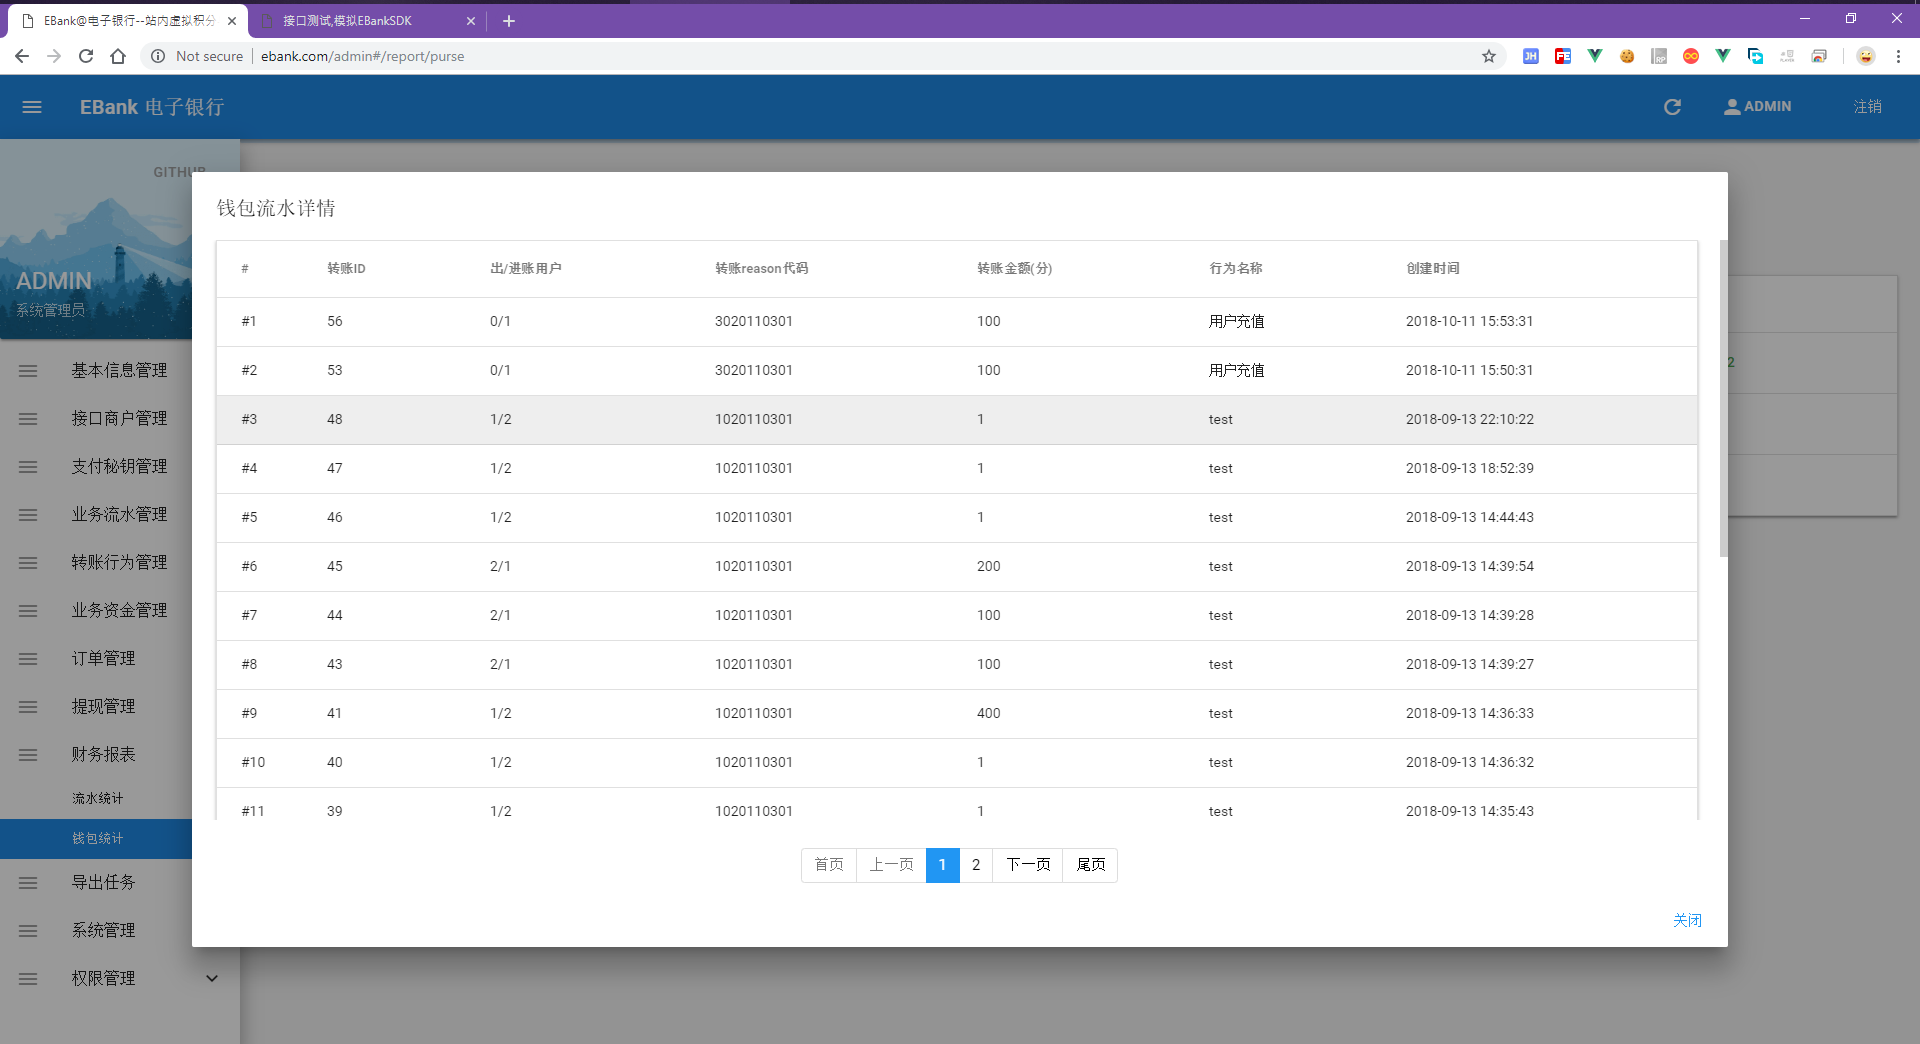 EBank@电子银行--站内虚拟积分
接口测试,模拟EBankSDK
Not secure
ebank.com/admin#/report/purse
EBank 电子银行
ADMIN
注销
GITHUB
ADMIN
系统管理员
基本信息管理
接口商户管理
支付秘钥管理
业务流水管理
转账行为管理
业务资金管理
订单管理
提现管理
财务报表
流水统计
钱包统计
导出任务
系统管理
权限管理
钱包流水详情
# 转账ID 出/进账用户 转账reason代码 转账金额(分) 行为名称 创建时间
#1 56 0/1 3020110301 100 用户充值 2018-10-11 15:53:31
#2 53 0/1 3020110301 100 用户充值 2018-10-11 15:50:31
#3 48 1/2 1020110301 1 test 2018-09-13 22:10:22
#4 47 1/2 1020110301 1 test 2018-09-13 18:52:39
#5 46 1/2 1020110301 1 test 2018-09-13 14:44:43
#6 45 2/1 1020110301 200 test 2018-09-13 14:39:54
#7 44 2/1 1020110301 100 test 2018-09-13 14:39:28
#8 43 2/1 1020110301 100 test 2018-09-13 14:39:27
#9 41 1/2 1020110301 400 test 2018-09-13 14:36:33
#10 40 1/2 1020110301 1 test 2018-09-13 14:36:32
#11 39 1/2 1020110301 1 test 2018-09-13 14:35:43
首页 上一页 1 2 下一页 尾页
关闭
2